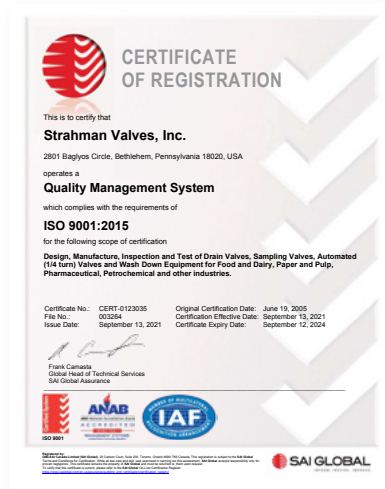 CERTIFICATE
OF REGISTRATION
This is to certify that
Strahman Valves, Inc.
2801 Baglyos Circle, Bethlehem, Pennsylvania 18020, USA
operates a
Quality Management System
which complies with the requirements of
ISO 9001:2015
for the following scope of certification
Design, Manufacture, Inspection and Test of Drain Valves, Sampling Valves, Automated
(1/4 turn) Valves and Wash Down Equipment for Food and Dairy, Paper and Pulp,
Pharmaceutical, Petrochemical and other industries.
Certificate No.: CERT-0123035 Original Certification Date: June 19, 2005
File No.: 003264 Certification Effective Date: September 13, 2021
Issue Date: September 13, 2021 Certificate Expiry Date: September 12, 2024
Frank Camasta
Global Head of Technical Services
SAI Global Assurance
ISO 9001
ANAB
ACCREDITED
IAF
SAI GLOBAL
Registered by: